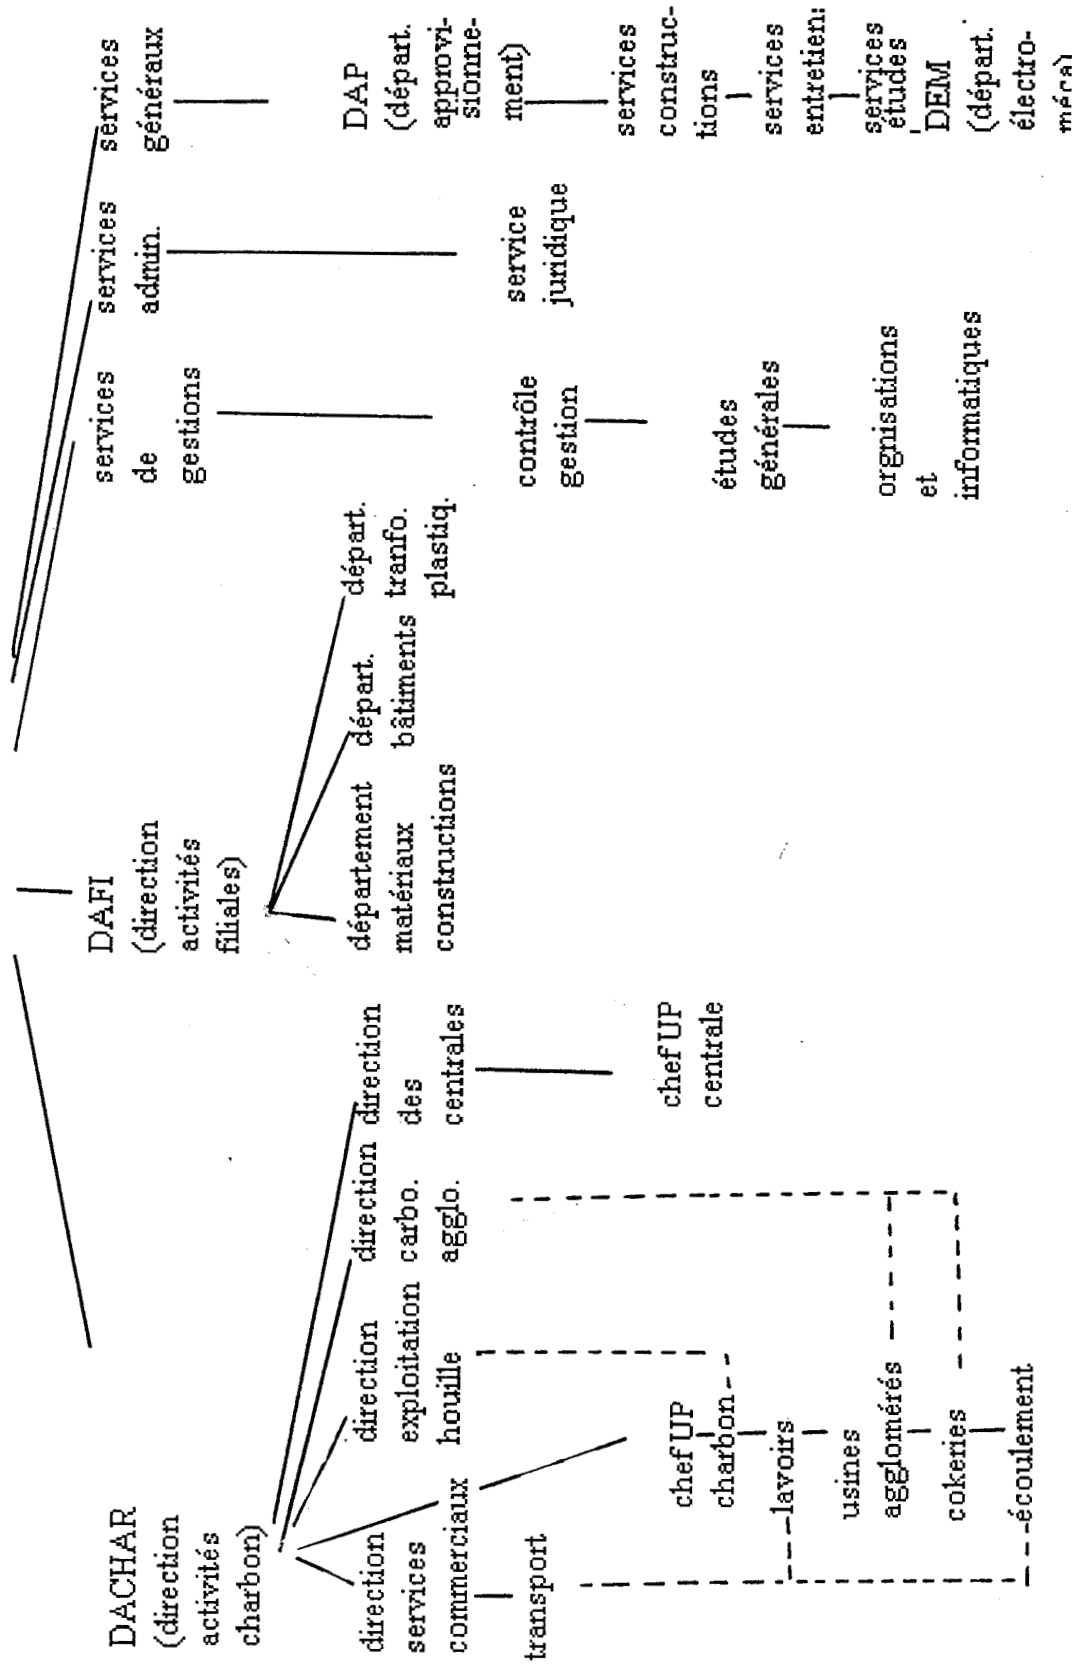 DACHAR
(direction
activités
charbon)
direction
services
commerciaux
transport
direction
exploitation
houille
direction
carbo.
agglo.
direction
des
centrales
chef UP
charbon
lavoirs
usines
agglomérés
cokeries
écoulement
chef UP
centrale
DAFI
(direction
activités
filiales)
département
matériaux
constructions
départ.
bâtiments
départ.
tranfo.
plastiq.
services
de
gestions
contrôle
gestion
études
générales
orgnisations
et
informatiques
services
admin.
service
juridique
services
généraux
DAP
(départ.
approvi-
sionne-
ment)
services
construc-
tions
services
entretien:
services
études
DEM
(départ.
électro-
méca)